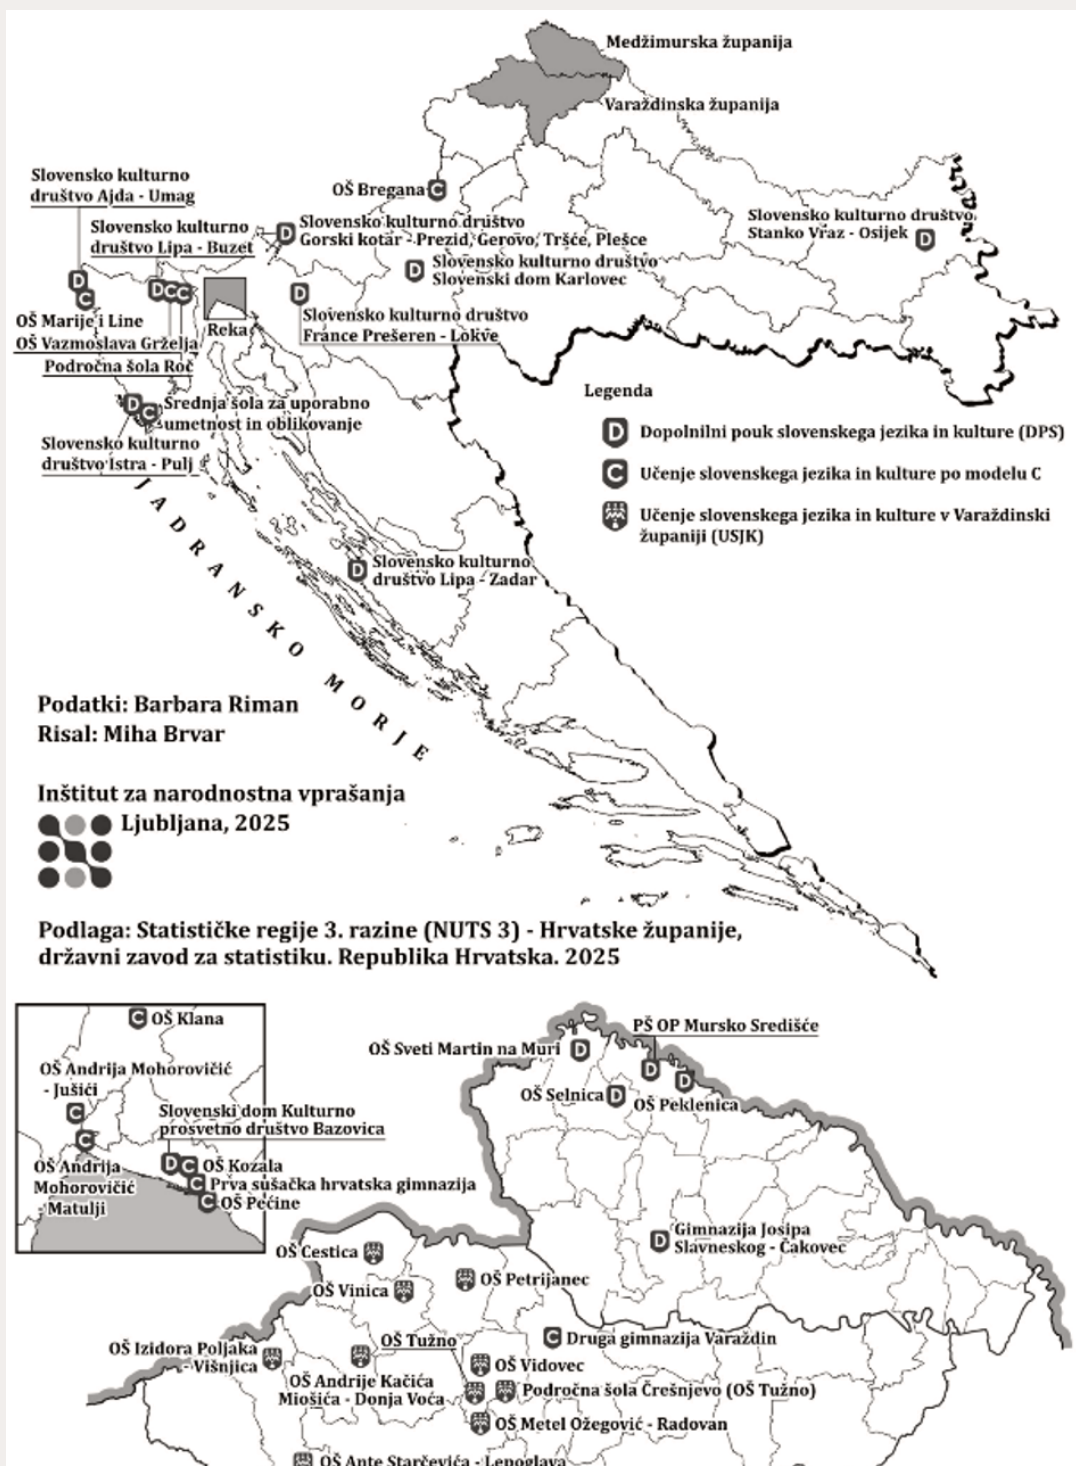 Medžimurska županija
Varaždinska županija
Slovensko kulturno
društvo Ajda - Umag
OŠ Bregana
C
Slovensko kulturno
društvo Lipa - Buzet
D
Slovensko kulturno društvo
Gorski kotar - Prezid, Gerovo, Tršće, Plešce
Slovensko kulturno društvo
Stanko Vraz - Osijek
D
D
Slovensko kulturno društvo
Slovenski dom Karlovec
D
C
D
C
C
D
Reka
OŠ Marije i Line
OŠ Vazmoslava Grželja
Področna šola Roč
Slovensko kulturno društvo
France Prešeren - Lokve
D
C
Srednja šola za uporabno
umetnost in oblikovanje
Slovensko kulturno
društvo Istra - Pulj
Legenda
D
Dopolnilni pouk slovenskega jezika in kulture (DPS)
C
Učenje slovenskega jezika in kulture po modelu C
Učenje slovenskega jezika in kulture v Varaždinski
županiji (USJK)
JADRANSKO MORJE
D
Slovensko kulturno
društvo Lipa - Zadar
Podatki: Barbara Riman
Risal: Miha Brvar
Inštitut za narodnostna vprašanja
Ljubljana, 2025
Podlaga: Statističke regije 3. razine (NUTS 3) - Hrvatske županije,
državni zavod za statistiku. Republika Hrvatska. 2025
C
OŠ Klana
OŠ Andrija Mohorovičić
- Jušići
C
C
Slovenski dom Kulturno
prosvetno društvo Bazovica
OŠ Andrija
Mohorovičić
- Matulji
D
C
OŠ Kozala
C
Prva sušačka hrvatska gimnazija
C
OŠ Pećine
PŠ OP Mursko Središće
OŠ Sveti Martin na Muri
D
D
D
OŠ Selnica
D
OŠ Peklenica
D
Gimnazija Josipa
Slavneskog - Čakovec
OŠ Cestica
OŠ Vinica
OŠ Petrijanec
OŠ Izidora Poljaka
- Višnjica
OŠ Tužno
C
Druga gimnazija Varaždin
OŠ Vidovec
OŠ Andrije Kačića
Miošića - Donja Voća
Področna šola Črešnjevo (OŠ Tužno)
OŠ Metel Ožegović - Radovan
OŠ Ante Starčevića - Lepoglava